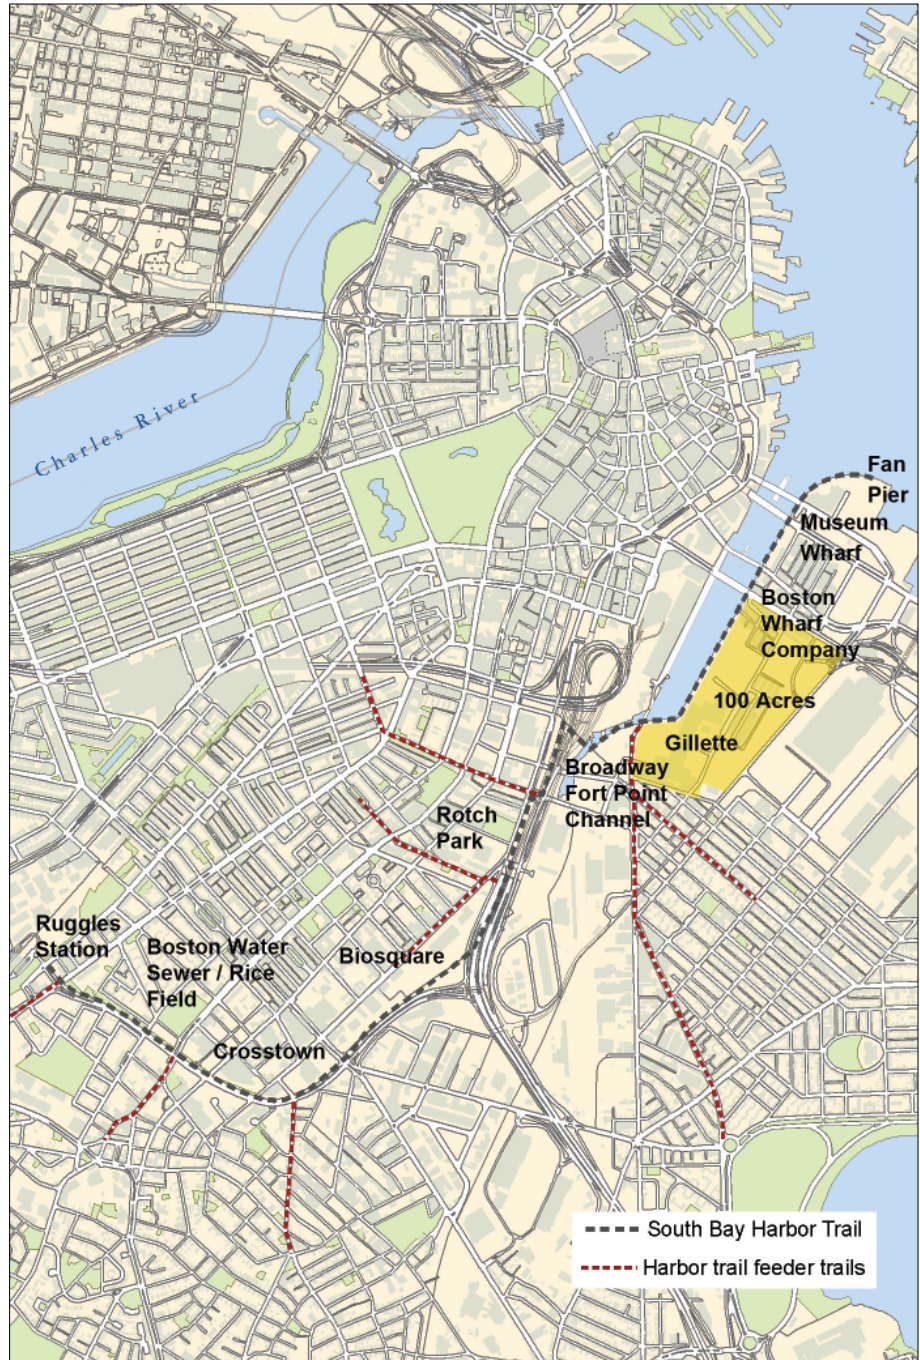 Charles River
Fan
Pier
Museum
Wharf
Boston
Wharf
Company
100 Acres
Gillette
Broadway
Fort Point
Channel
Rotch
Park
Ruggles
Station
Boston Water
Sewer / Rice
Field
Biosquare
Crosstown
South Bay Harbor Trail
Harbor trail feeder trails